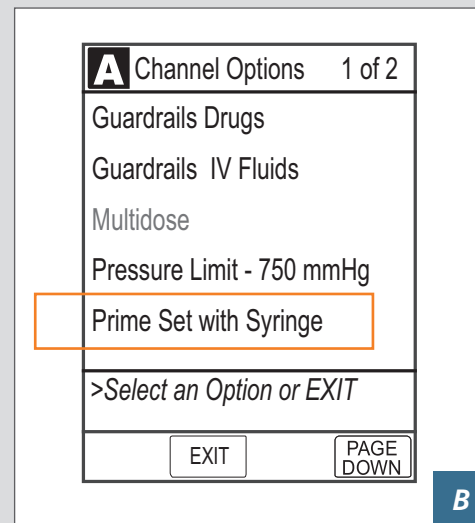 A Channel Options 1 of 2
Guardrails Drugs
Guardrails IV Fluids
Multidose
Pressure Limit - 750 mmHg
Prime Set with Syringe
>Select an Option or EXIT
EXIT PAGE DOWN
B